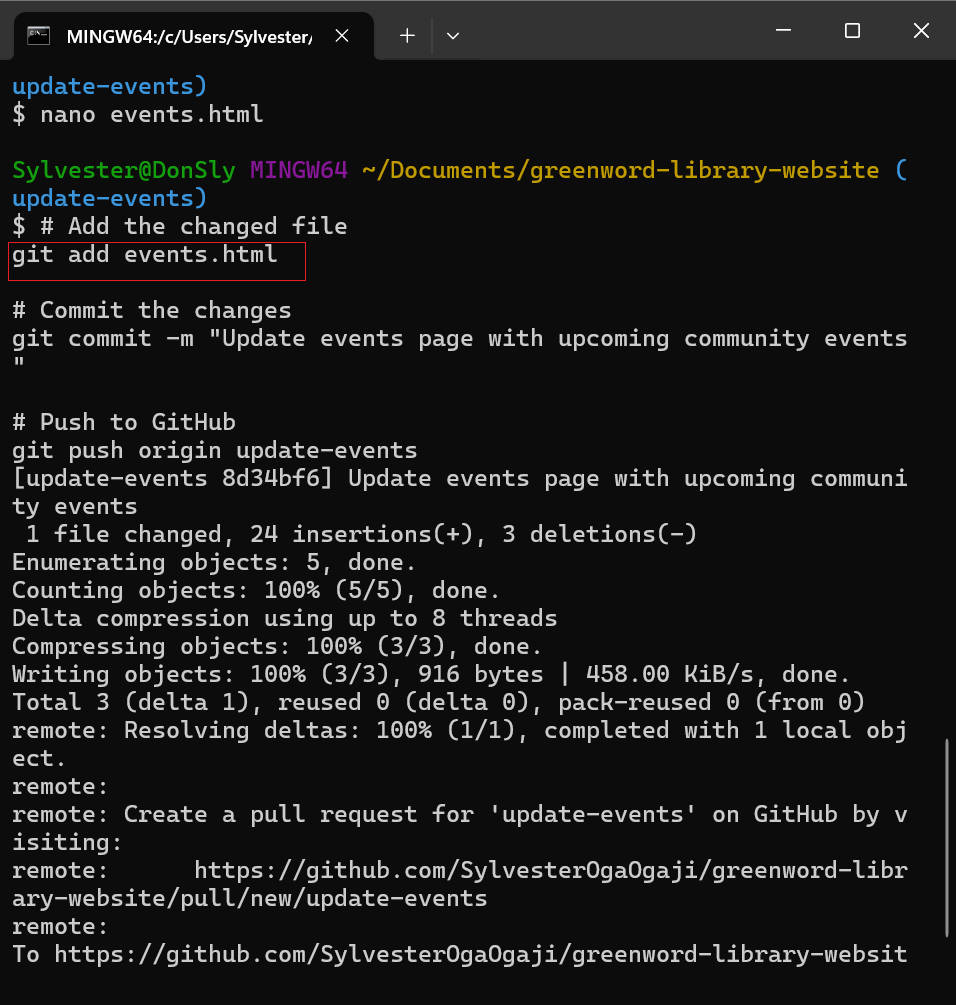 MINGW64:/c/Users/Sylvester/
update-events)
$ nano events.html
Sylvester@DonSly MINGW64 ~/Documents/greenword-library-website (
update-events)
$ # Add the changed file
git add events.html
# Commit the changes
git commit -m "Update events page with upcoming community events
"
# Push to GitHub
git push origin update-events
[update-events 8d34bf6] Update events page with upcoming communi
ty events
 1 file changed, 24 insertions(+), 3 deletions(-)
Enumerating objects: 5, done.
Counting objects: 100% (5/5), done.
Delta compression using up to 8 threads
Compressing objects: 100% (3/3), done.
Writing objects: 100% (3/3), 916 bytes | 458.00 KiB/s, done.
Total 3 (delta 1), reused 0 (delta 0), pack-reused 0 (from 0)
remote: Resolving deltas: 100% (1/1), completed with 1 local obj
ect.
remote:
remote: Create a pull request for 'update-events' on GitHub by v
isiting:
remote:      https://github.com/SylvesterOgaOgaji/greenword-libr
ary-website/pull/new/update-events
remote:
To https://github.com/SylvesterOgaOgaji/greenword-library-websit